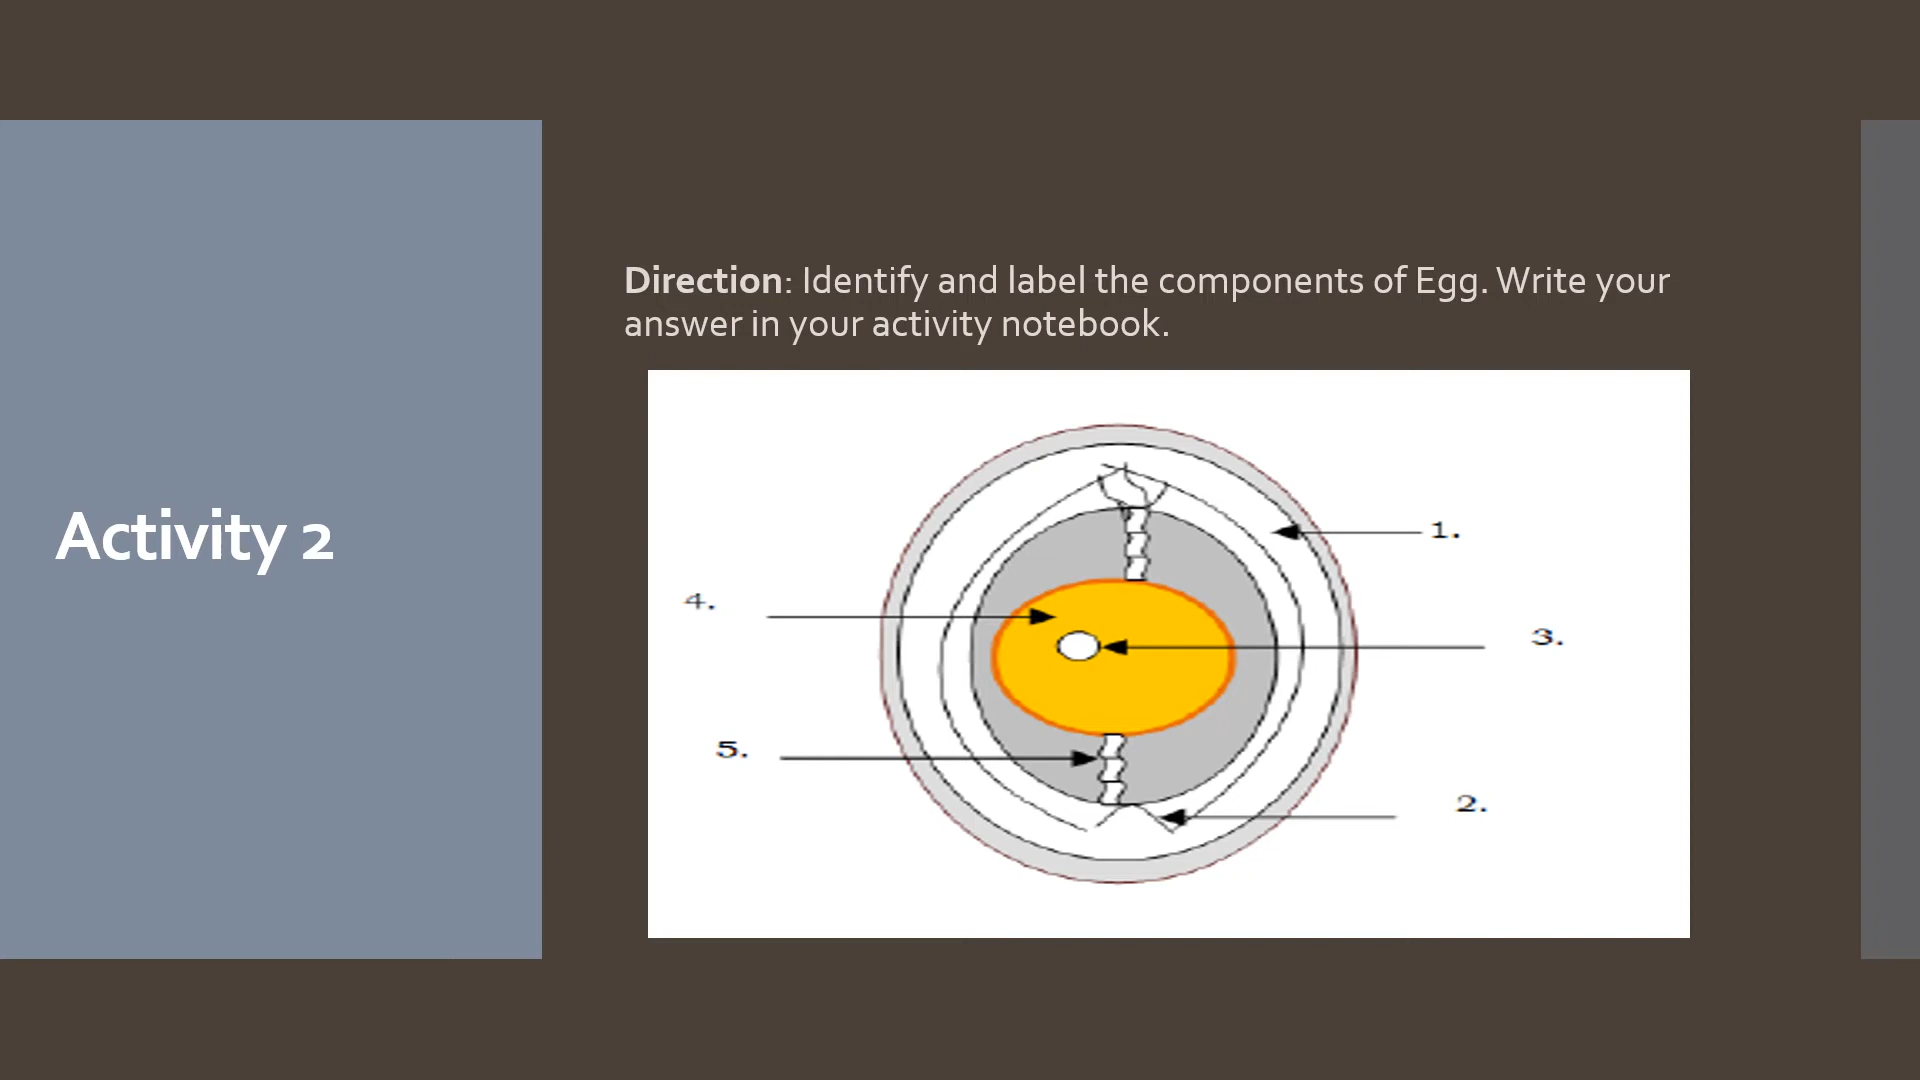 Activity 2
Direction: Identify and label the components of Egg. Write your
answer in your activity notebook.
1.
4.
3.
5.
2.